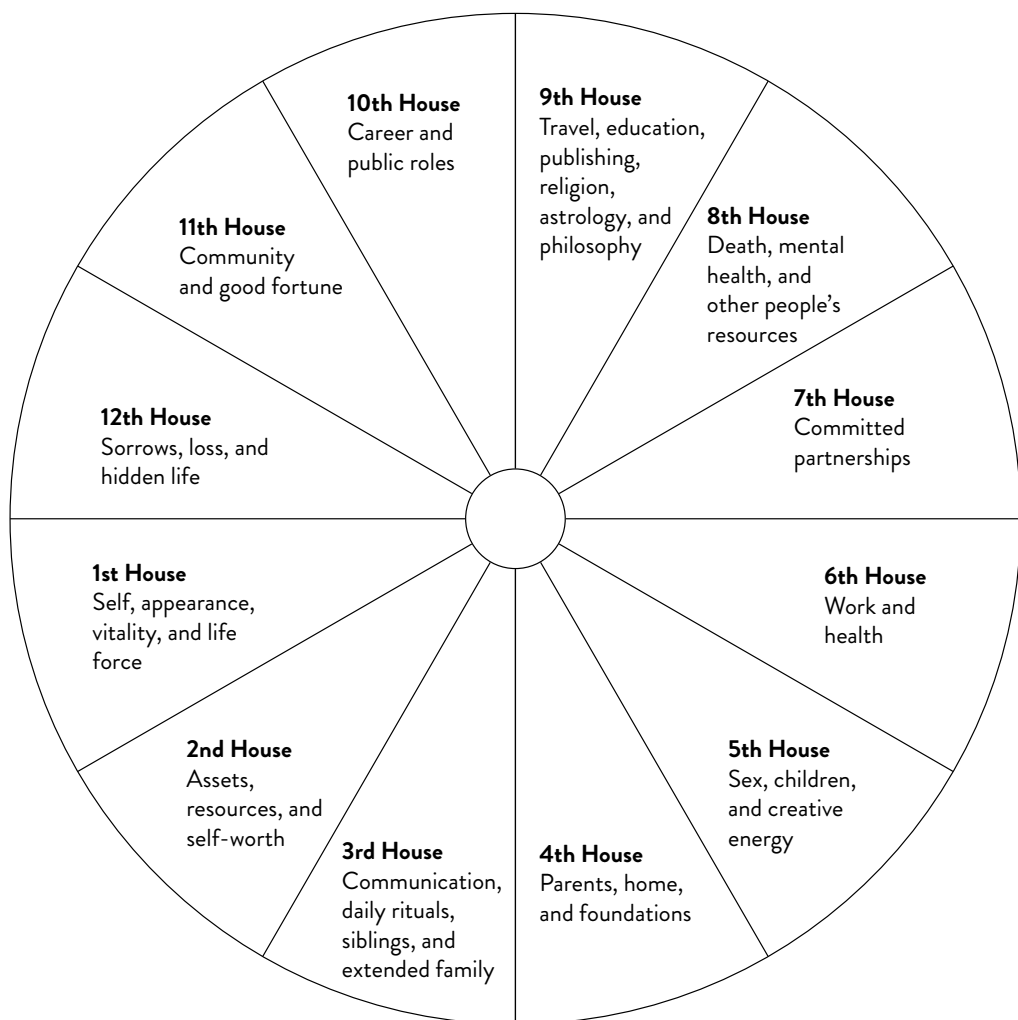 10th House
Career and
public roles
9th House
Travel, education,
publishing,
religion,
astrology, and
philosophy
11th House
Community
and good fortune
8th House
Death, mental
health, and
other people’s
resources
12th House
Sorrows, loss, and
hidden life
7th House
Committed
partnerships
1st House
Self, appearance,
vitality, and life
force
6th House
Work and
health
2nd House
Assets,
resources, and
self-worth
5th House
Sex, children,
and creative
energy
3rd House
Communication,
daily rituals,
siblings, and
extended family
4th House
Parents, home,
and foundations